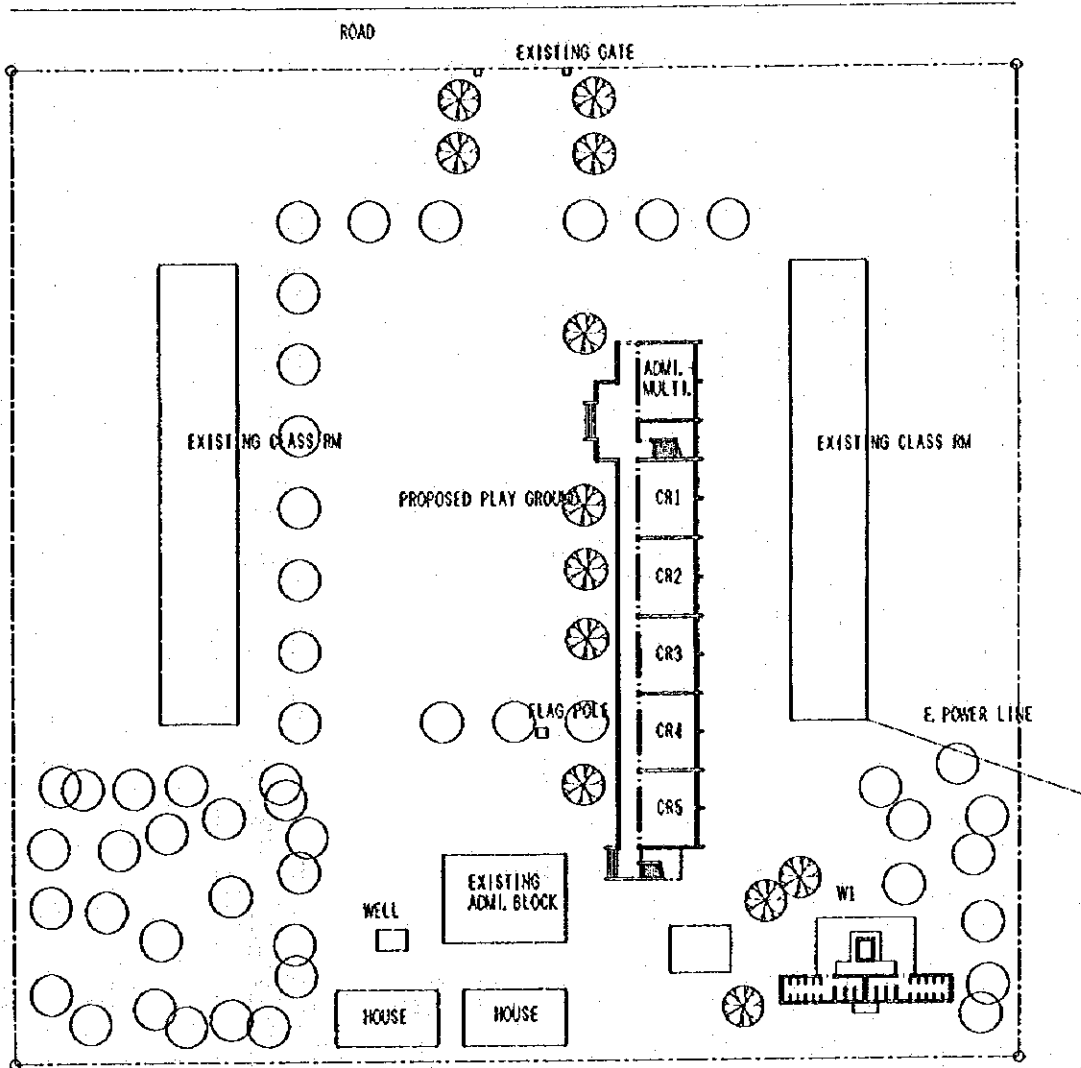 ROAD
EXISTING GATE
ADMI.
MULTI.
EXISTING CLASS RM
EXISTING CLASS RM
PROPOSED PLAY GROUND
CR1
CR2
CR3
FLAG POLE
CR4
E. POWER LINE
CR5
EXISTING
ADMI. BLOCK
WELL
W1
HOUSE
HOUSE